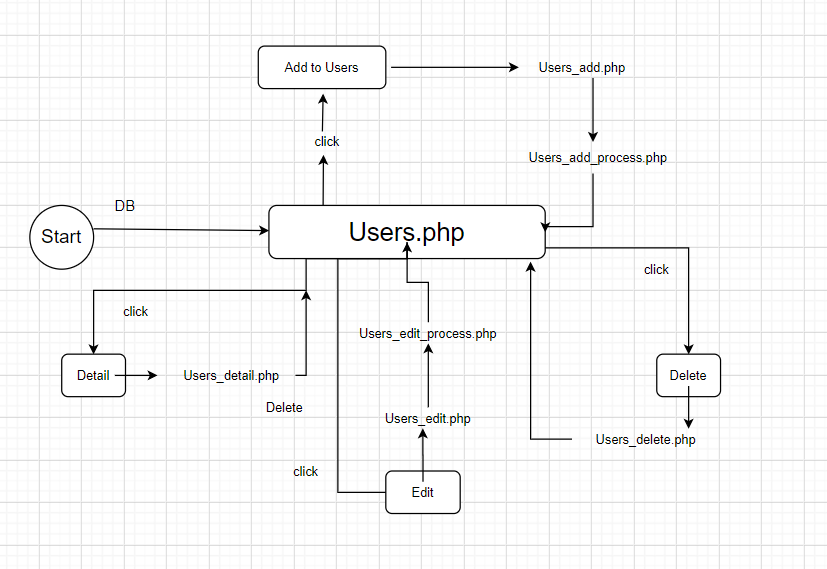 Add to Users
Users_add.php
click
Users_add_process.php
DB
Start
Users.php
click
click
Users_edit_process.php
Detail
Users_detail.php
Delete
Delete
Users_edit.php
Users_delete.php
click
Edit